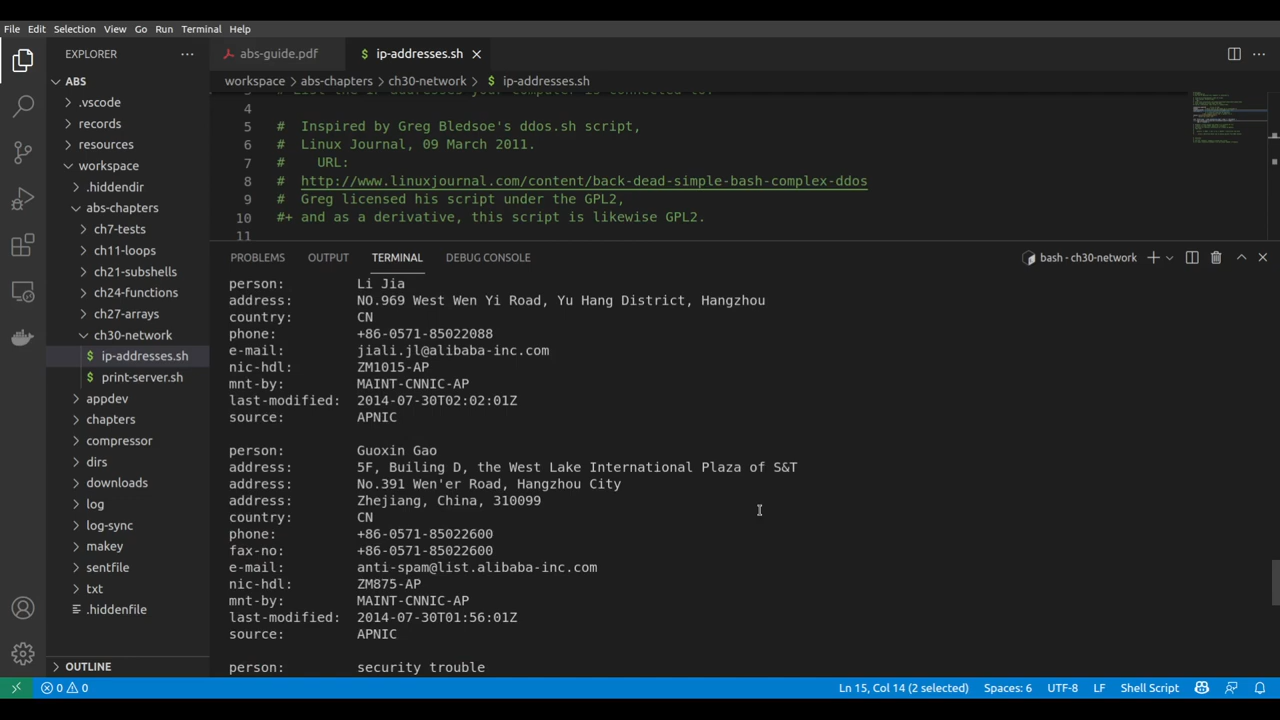 File Edit Selection View Go Run Terminal Help
EXPLORER
abs-guide.pdf
ip-addresses.sh
ABS
.vscode
records
resources
workspace
.hiddendir
abs-chapters
ch7-tests
ch11-loops
ch21-subshells
ch24-functions
ch27-arrays
ch30-network
ip-addresses.sh
print-server.sh
appdev
chapters
compressor
dirs
downloads
log
log-sync
makey
sentfile
txt
.hiddenfile
OUTLINE
workspace > abs-chapters > ch30-network > ip-addresses.sh
3 # List the IP addresses your computer is connected to.
4
5 #  Inspired by Greg Bledsoe's ddos.sh script,
6 #  Linux Journal, 09 March 2011.
7 #    URL:
8 #  http://www.linuxjournal.com/content/back-dead-simple-bash-complex-ddos
9 #  Greg licensed his script under the GPL2,
10 #+ and as a derivative, this script is likewise GPL2.
11
PROBLEMS OUTPUT TERMINAL DEBUG CONSOLE
bash - ch30-network
person:         Li Jia
address:        NO.969 West Wen Yi Road, Yu Hang District, Hangzhou
country:        CN
phone:          +86-0571-85022088
e-mail:         jiali.jl@alibaba-inc.com
nic-hdl:        ZM1015-AP
mnt-by:         MAINT-CNNIC-AP
last-modified:  2014-07-30T02:02:01Z
source:         APNIC
person:         Guoxin Gao
address:        5F, Builing D, the West Lake International Plaza of S&T
address:        No.391 Wen'er Road, Hangzhou City
address:        Zhejiang, China, 310099
country:        CN
phone:          +86-0571-85022600
fax-no:         +86-0571-85022600
e-mail:         anti-spam@list.alibaba-inc.com
nic-hdl:        ZM875-AP
mnt-by:         MAINT-CNNIC-AP
last-modified:  2014-07-30T01:56:01Z
source:         APNIC
person:         security trouble
0 0
Ln 15, Col 14 (2 selected) Spaces: 6 UTF-8 LF Shell Script